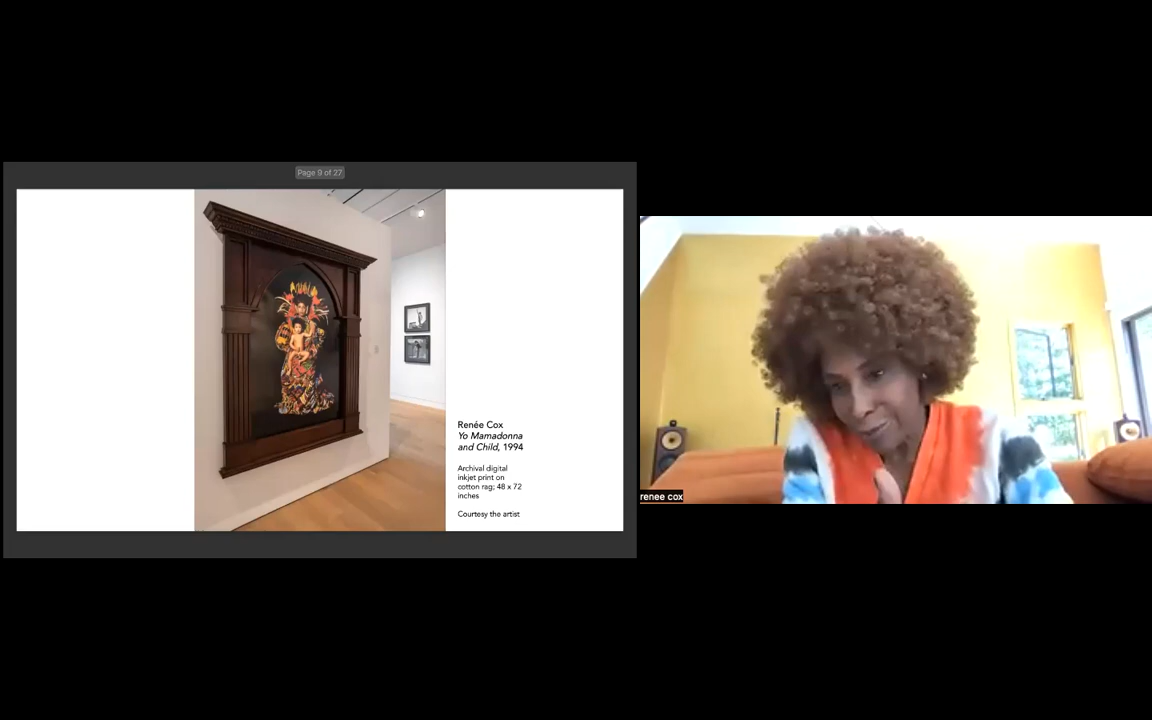 Page 9 of 27
Renée Cox
Yo Mamadonna
and Child, 1994
Archival digital
inkjet print on
cotton rag; 48 x 72
inches
Courtesy the artist
renee cox